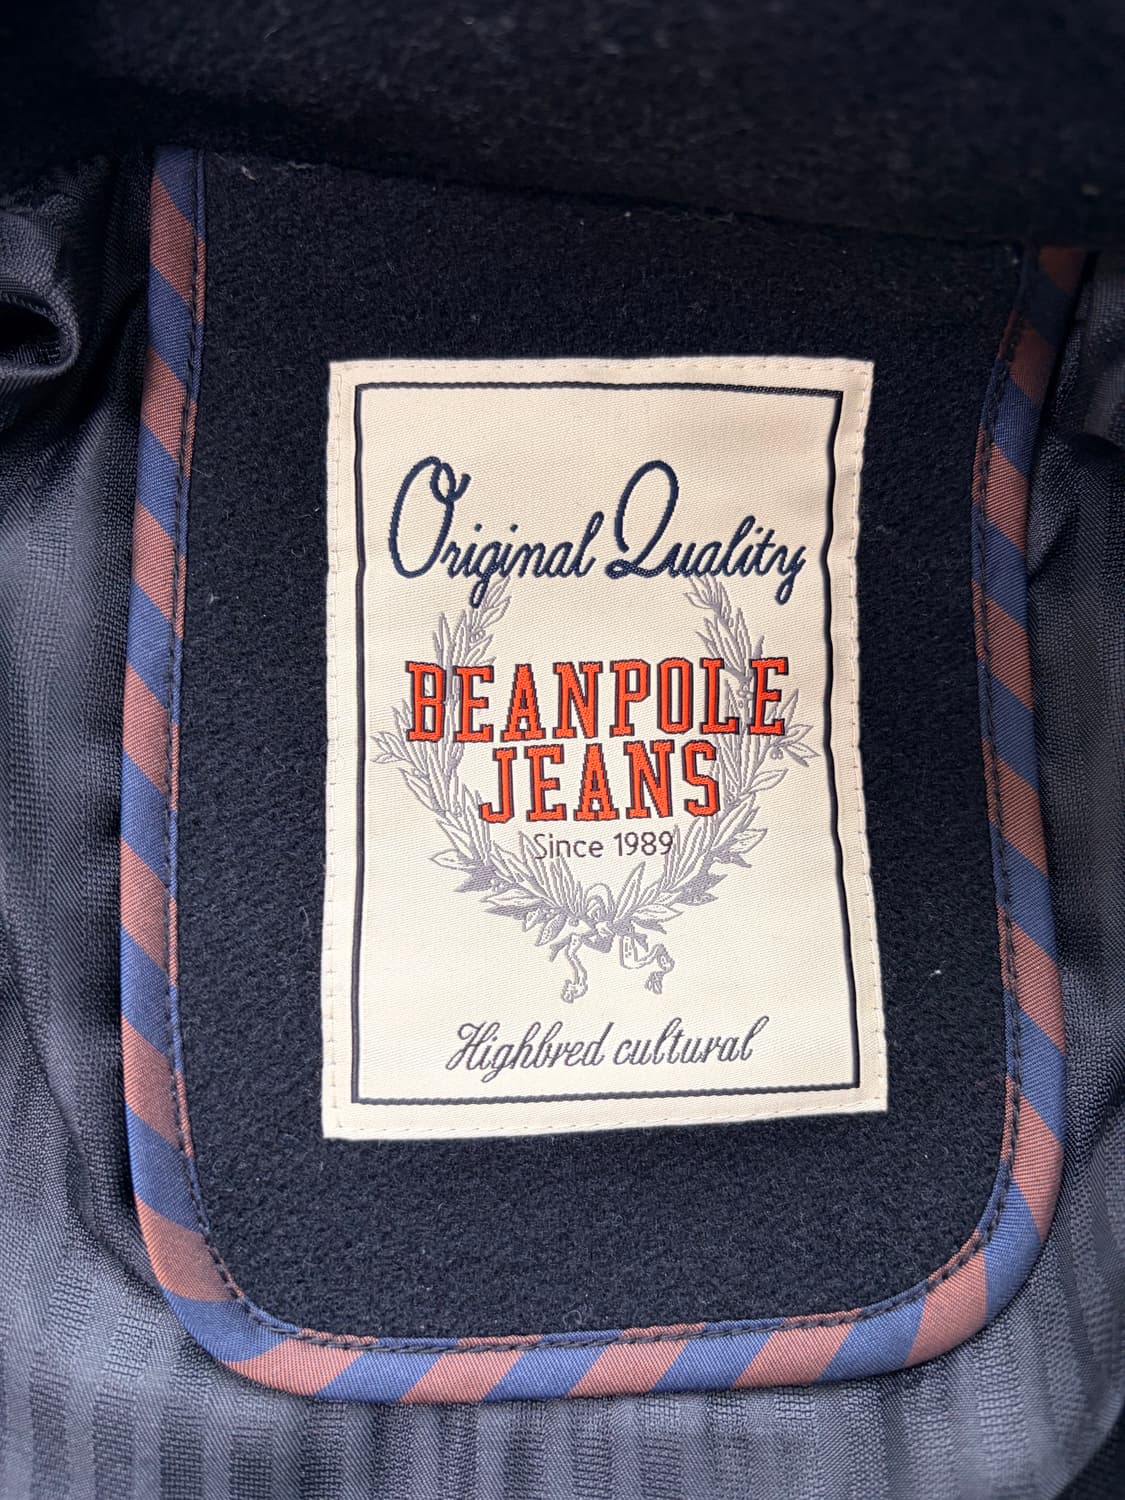 Original Quality
BEANPOLE
JEANS
Since 1989
Highbred cultural